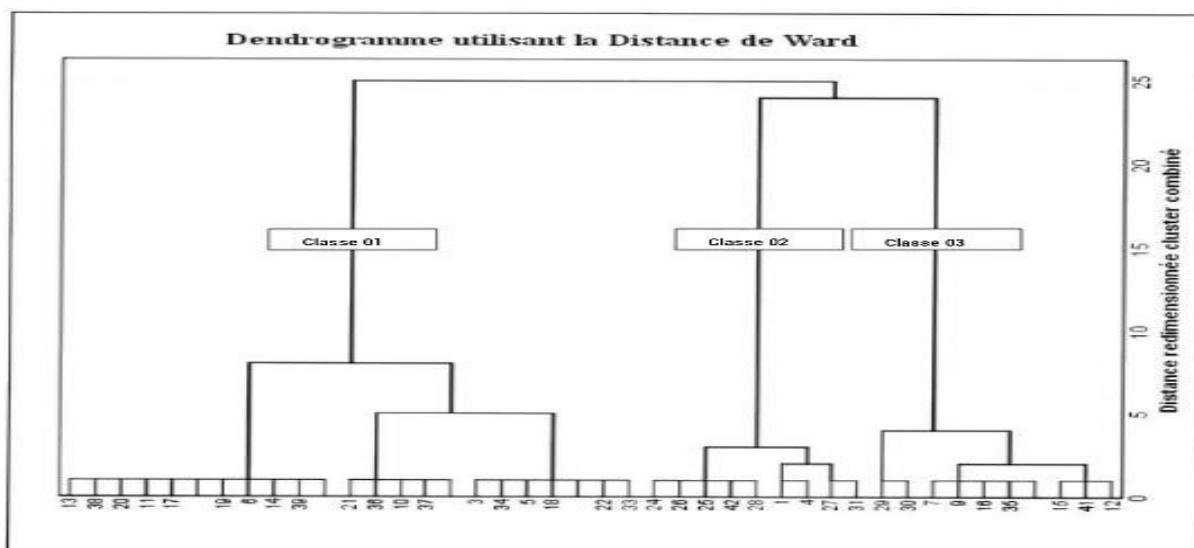 Dendrogramme utilisant la Distance de Ward
25
20
15
10
5
0
Distance redimensionnée cluster combiné
Classe 01
Classe 02
Classe 03
13 38 20 11 17 19 6 14 39 21 36 10 37 3 34 5 18 22 33 24 26 25 42 28 1 4 27 31 29 30 7 9 16 35 15 41 12